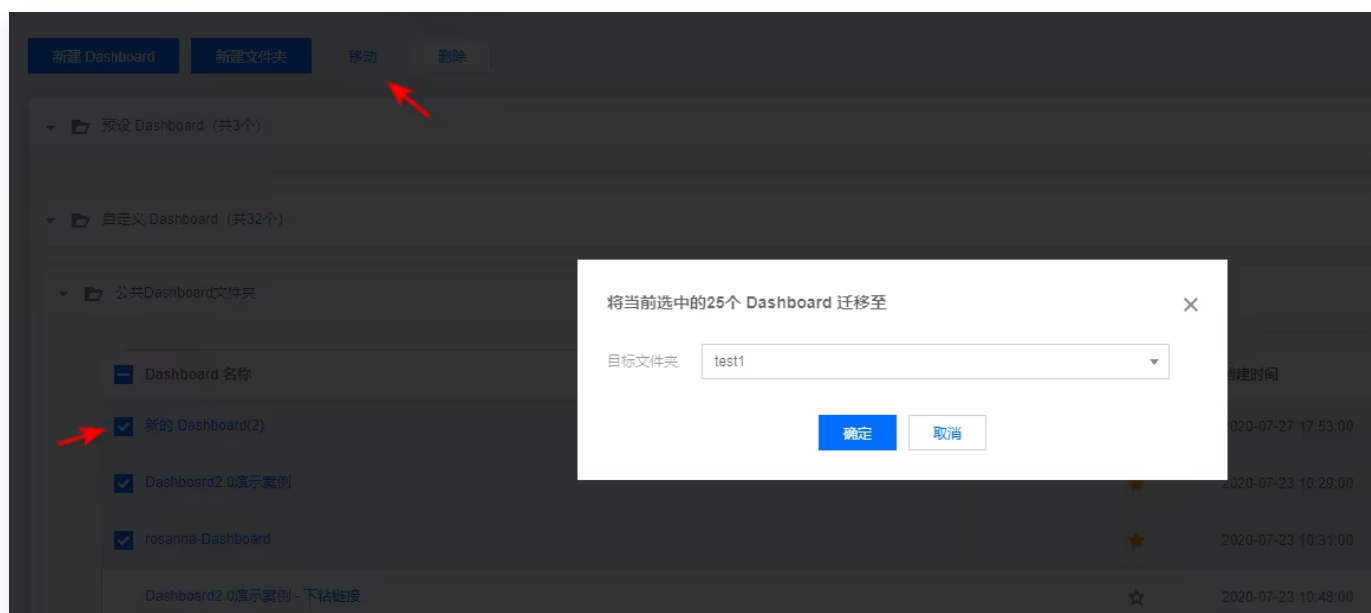 新建 Dashboard 新建文件夹 移动 删除
预设 Dashboard (共3个)
自定义 Dashboard (共32个)
公共Dashboard文件夹
将当前选中的25个 Dashboard 迁移至
目标文件夹 test1
Dashboard 名称 创建时间
确定 取消
新的 Dashboard(2) 2020-07-27 17:53:00
Dashboard2.0演示案例 2020-07-23 10:29:00
rosanna-Dashboard 2020-07-23 10:31:00
Dashboard2.0演示案例 - 下钻链接 2020-07-23 10:48:00